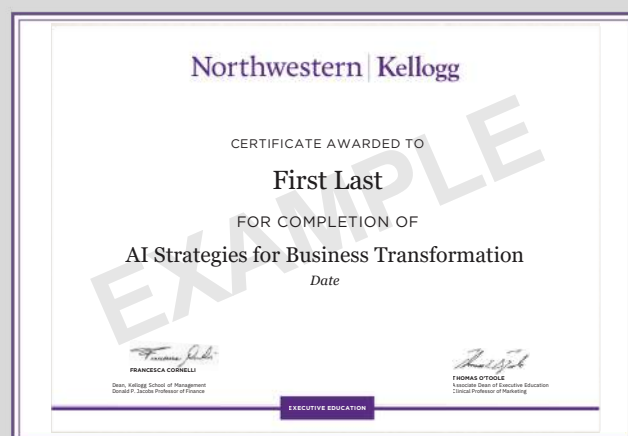 Northwestern | Kellogg
CERTIFICATE AWARDED TO
First Last
FOR COMPLETION OF
AI Strategies for Business Transformation
Date
EXAMPLE
FRANCESCA CORNELLI
Dean, Kellogg School of Management
Donald P. Jacobs Professor of Finance
THOMAS O'TOOLE
Associate Dean of Executive Education
Clinical Professor of Marketing
EXECUTIVE EDUCATION